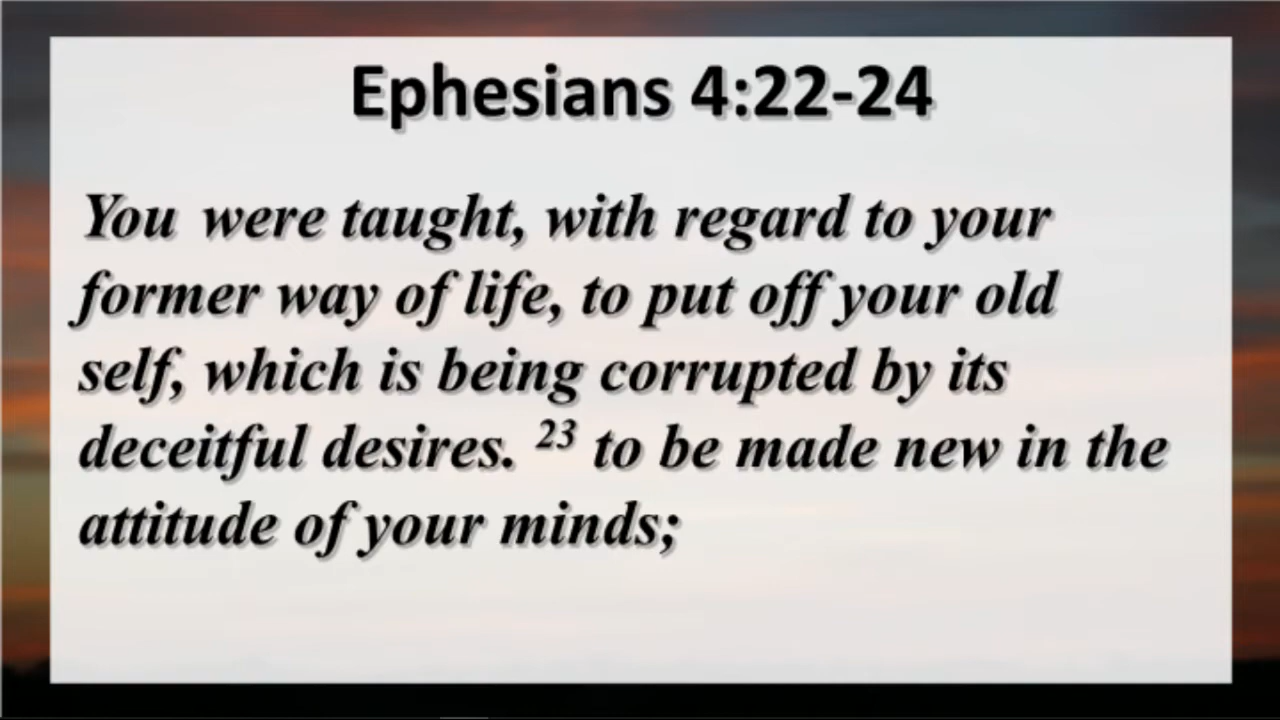 Ephesians 4:22-24
You were taught, with regard to your
former way of life, to put off your old
self, which is being corrupted by its
deceitful desires. 23 to be made new in the
attitude of your minds;